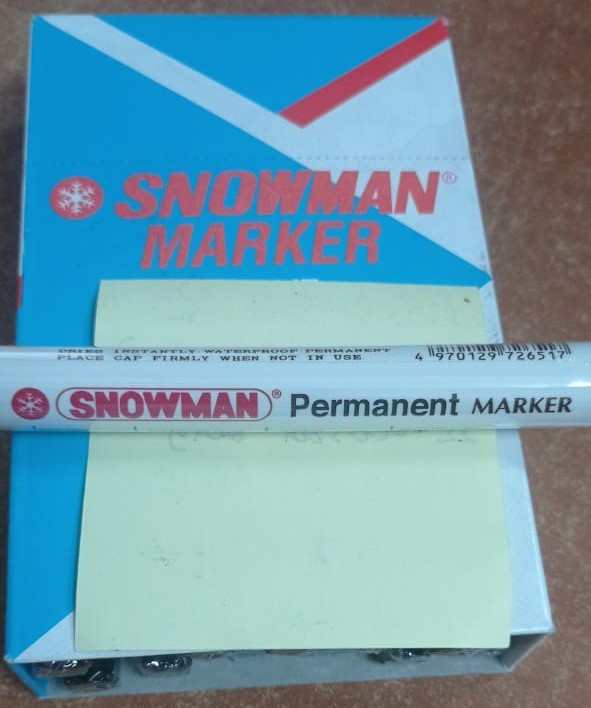 SNOWMAN®
MARKER
DRIES INSTANTLY·WATERPROOF PERMANENT
PLACE CAP FIRMLY WHEN NOT IN USE.
4 970129 726517
SNOWMAN® Permanent MARKER